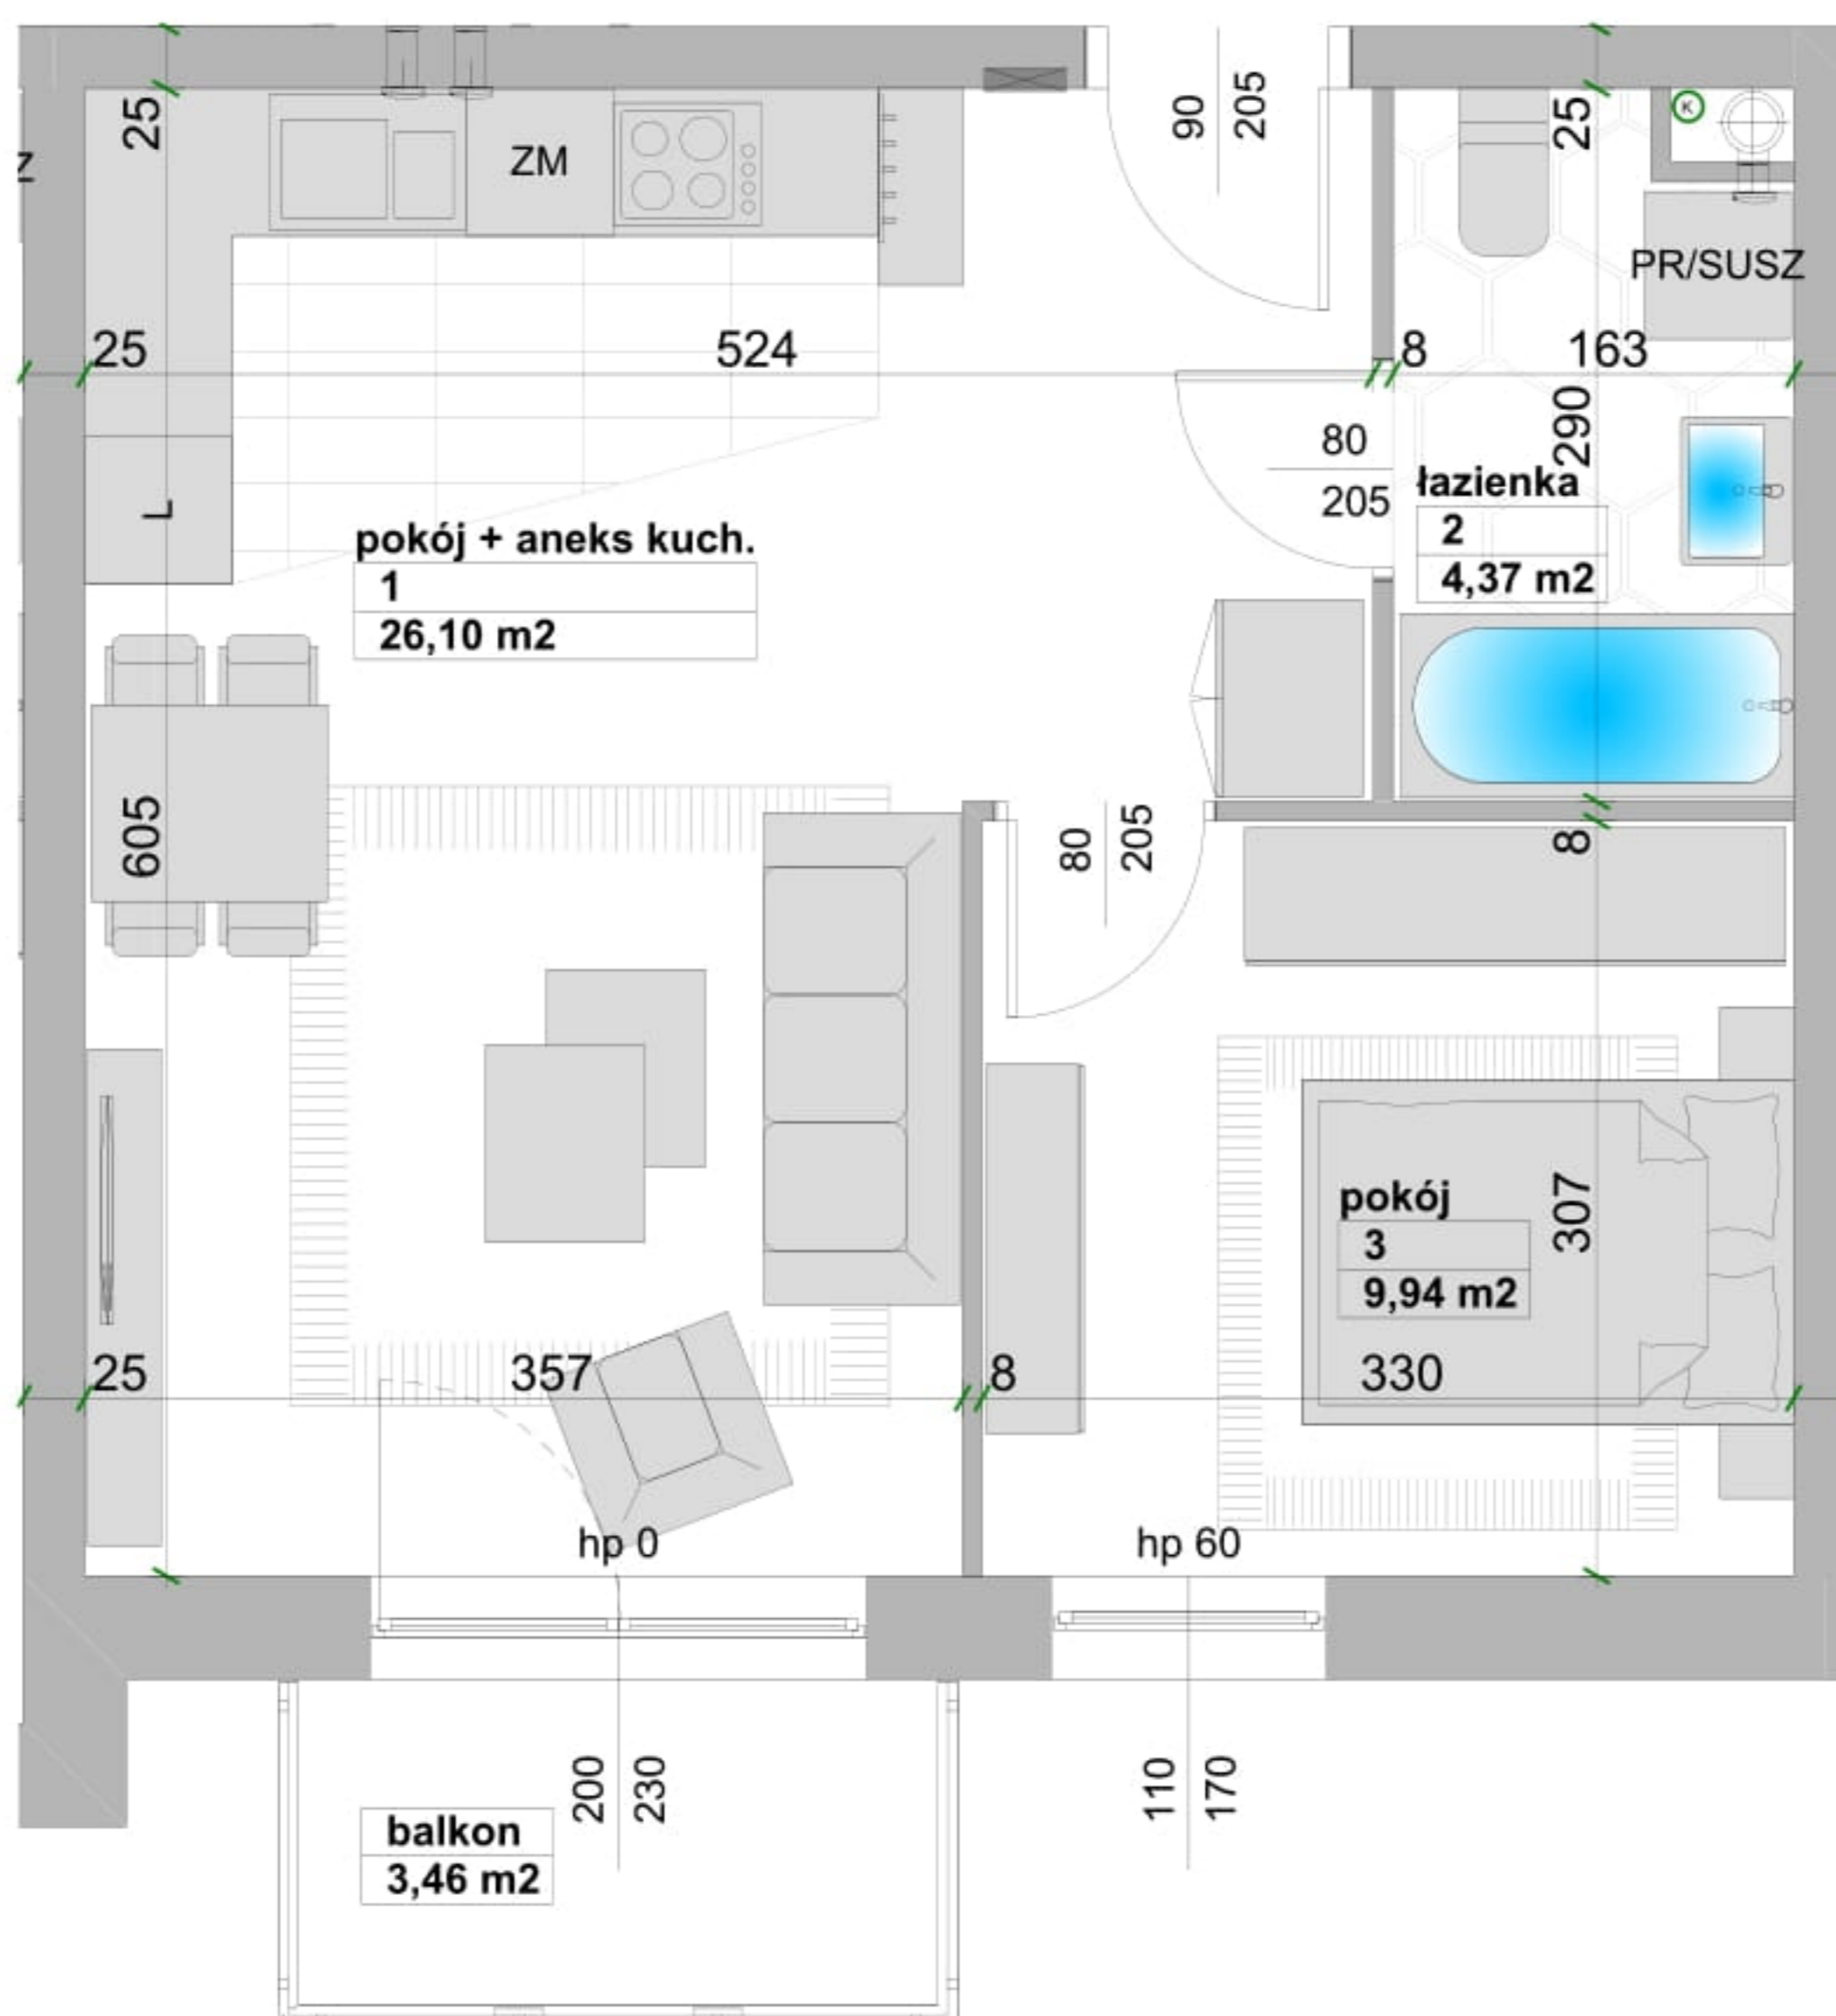 90
205
25
25
K
Z
ZM
PR/SUSZ
25
524
8
163
290
80
205
łazienka
2
4,37 m2
L
pokój + aneks kuch.
1
26,10 m2
605
80
205
8
pokój
3
9,94 m2
307
25
357
8
330
hp 0
hp 60
200
230
110
170
balkon
3,46 m2